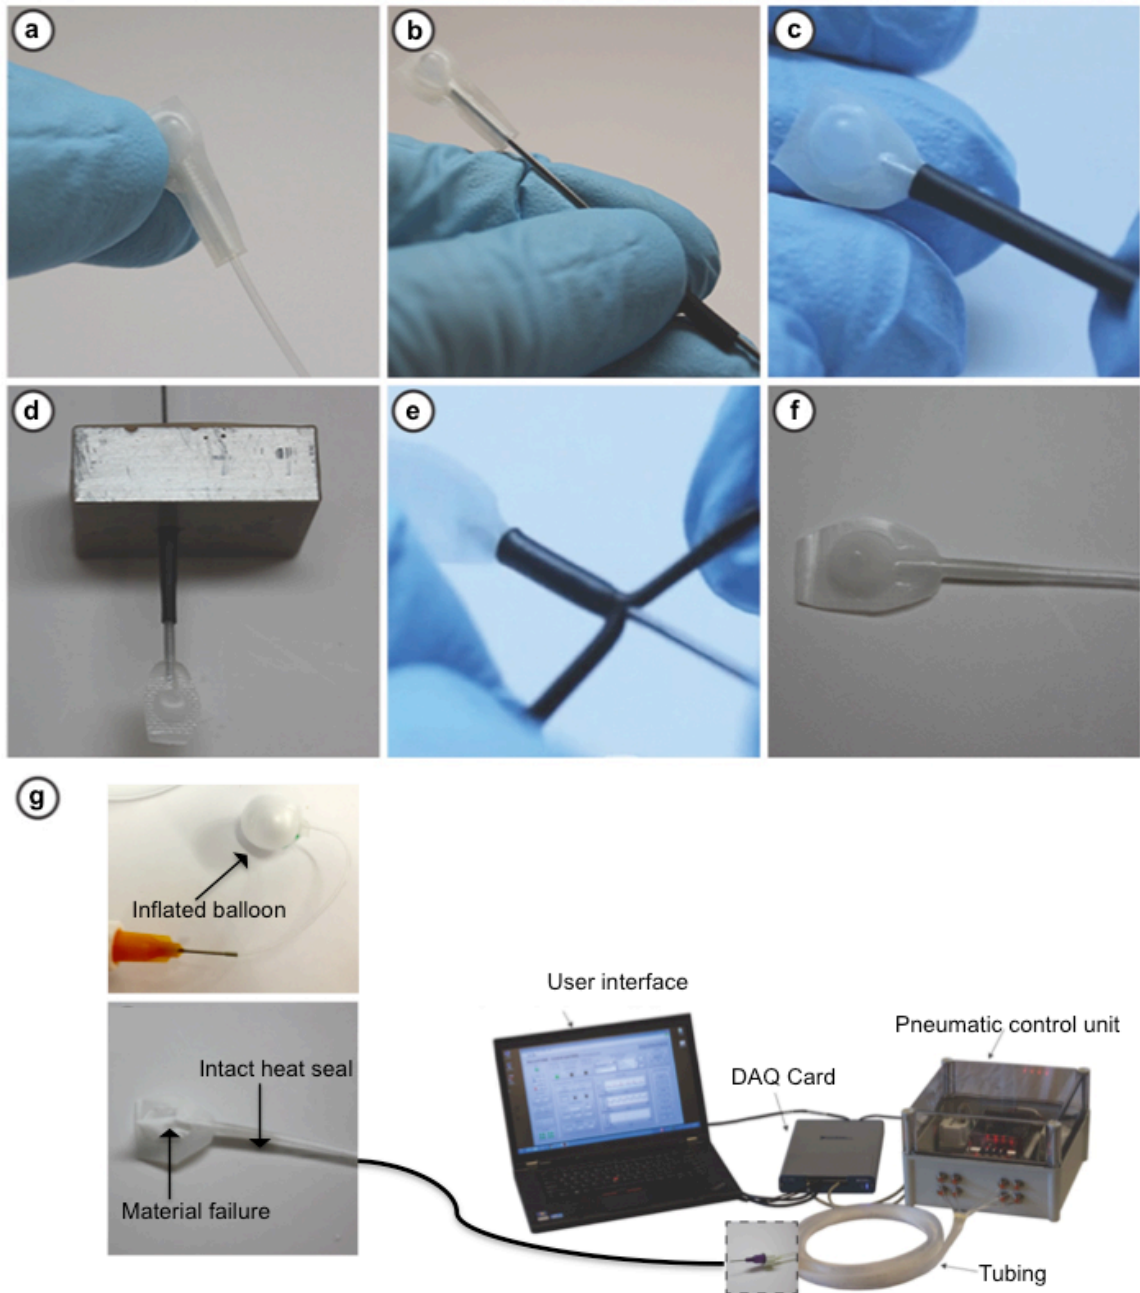 a
b
c
d
e
f
g
Inflated balloon
Intact heat seal
Material failure
User interface
DAQ Card
Pneumatic control unit
Tubing